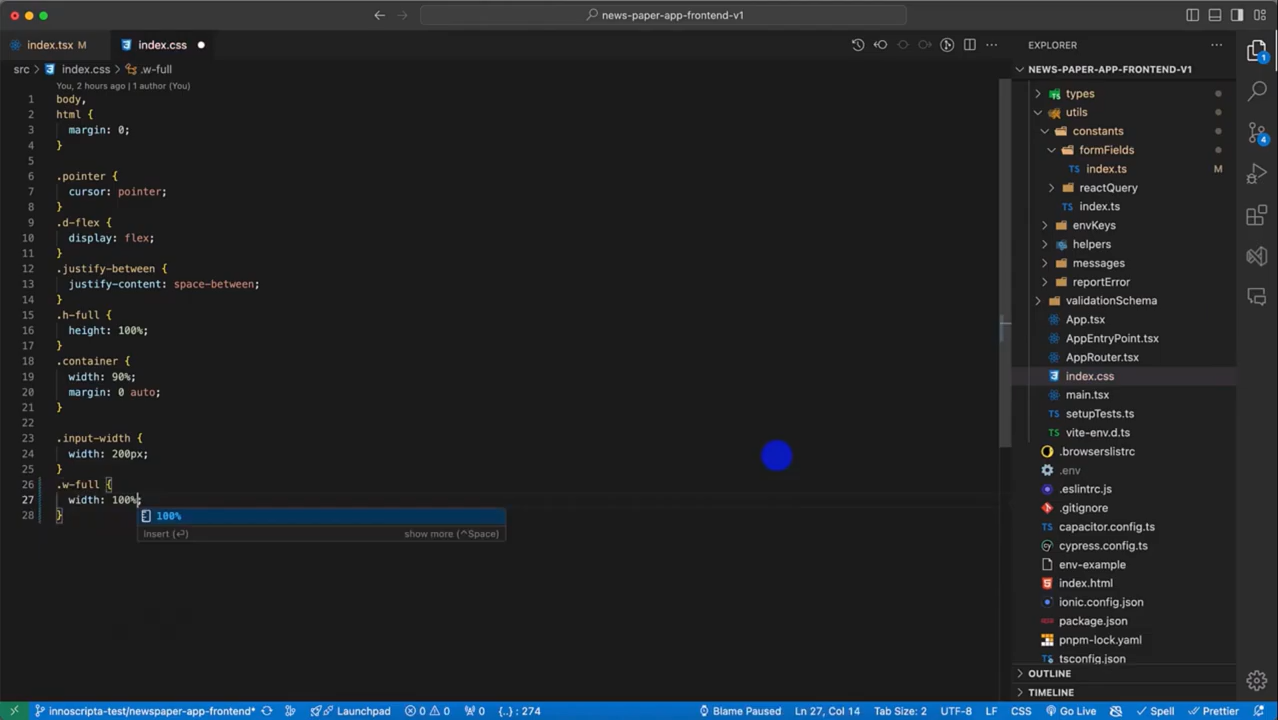 news-paper-app-frontend-v1
index.tsx M
index.css
EXPLORER
src > index.css > .w-full
NEWS-PAPER-APP-FRONTEND-V1
You, 2 hours ago | 1 author (You)
1 body,
2 html {
3 margin: 0;
4 }
5
6 .pointer {
7 cursor: pointer;
8 }
9 .d-flex {
10 display: flex;
11 }
12 .justify-between {
13 justify-content: space-between;
14 }
15 .h-full {
16 height: 100%;
17 }
18 .container {
19 width: 90%;
20 margin: 0 auto;
21 }
22
23 .input-width {
24 width: 200px;
25 }
26 .w-full {
27 width: 100%;
28 }
100%
Insert (⏎)
show more (^Space)
types
utils
constants
formFields
TS index.ts M
reactQuery
TS index.ts
envKeys
helpers
messages
reportError
validationSchema
App.tsx
AppEntryPoint.tsx
AppRouter.tsx
index.css
main.tsx
TS setupTests.ts
TS vite-env.d.ts
.browserslistrc
.env
.eslintrc.js
.gitignore
TS capacitor.config.ts
cypress.config.ts
env-example
index.html
ionic.config.json
package.json
pnpm-lock.yaml
tsconfig.json
OUTLINE
TIMELINE
1
4
innoscripta-test/newspaper-app-frontend*
0
0
0
{..} : 274
Launchpad
Blame Paused
Ln 27, Col 14
Tab Size: 2
UTF-8
LF
CSS
Go Live
Spell
Prettier